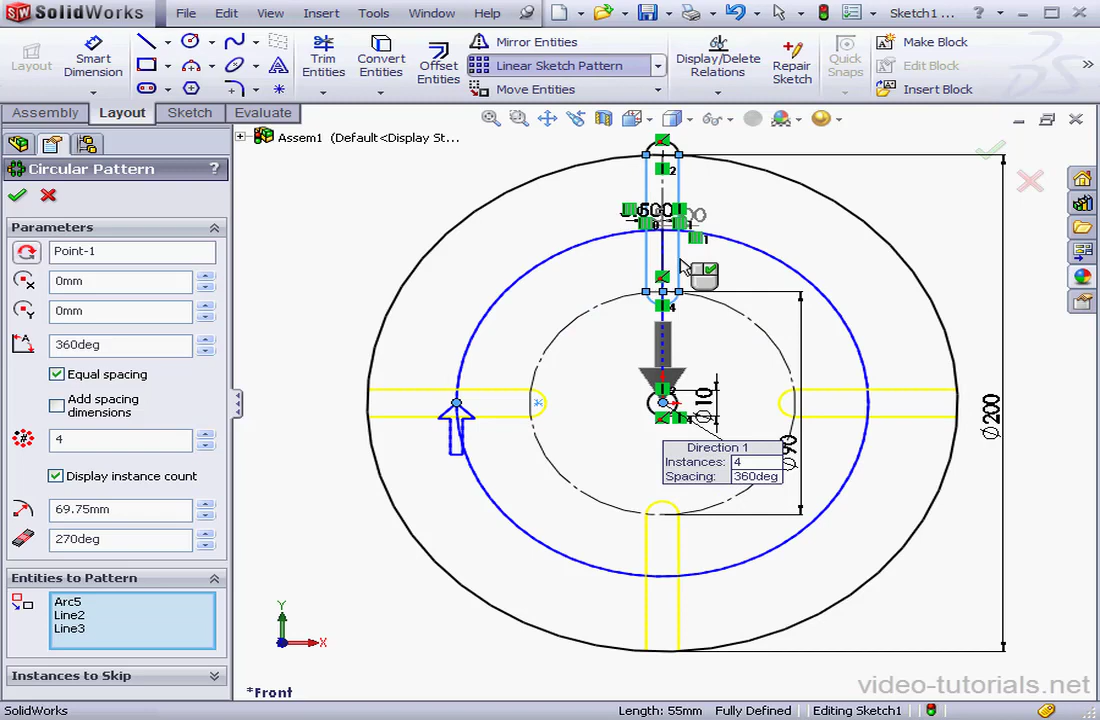 SolidWorks
File Edit View Insert Tools Window Help
Sketch1 ...
Layout
Smart Dimension
Trim Entities
Convert Entities
Offset Entities
Mirror Entities
Linear Sketch Pattern
Move Entities
Display/Delete Relations
Repair Sketch
Quick Snaps
Make Block
Edit Block
Insert Block
Assembly Layout Sketch Evaluate
Assem1 (Default<Display St...
Circular Pattern
?
Parameters
Point-1
0mm
0mm
360deg
Equal spacing
Add spacing dimensions
4
Display instance count
69.75mm
270deg
Entities to Pattern
Arc5
Line2
Line3
Instances to Skip
Ø10
Ø90
Ø200
Direction 1
Instances: 4
Spacing: 360deg
Y
X
*Front
video-tutorials.net
SolidWorks
Length: 55mm Fully Defined Editing Sketch1